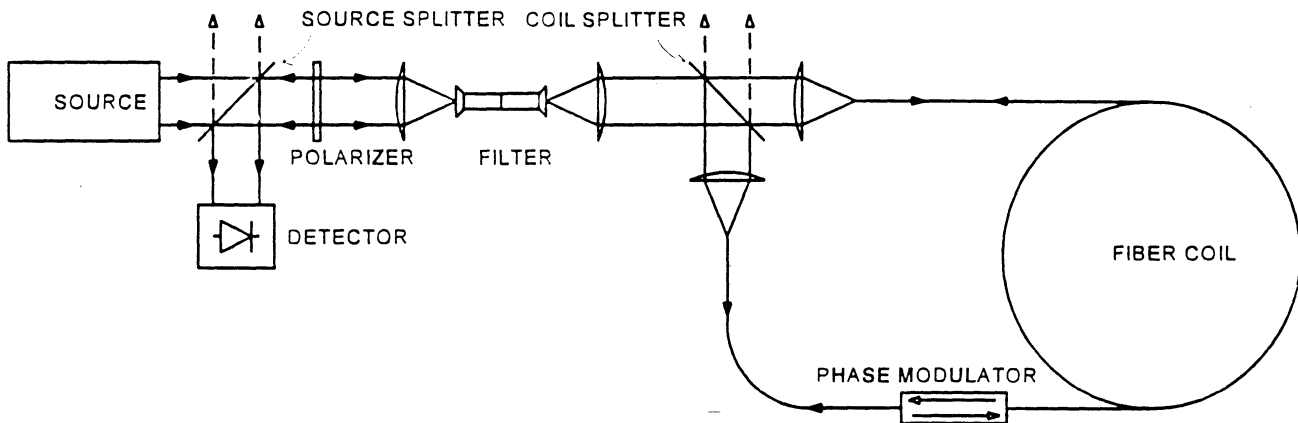 SOURCE SPLITTER
COIL SPLITTER
SOURCE
POLARIZER
FILTER
DETECTOR
FIBER COIL
PHASE MODULATOR